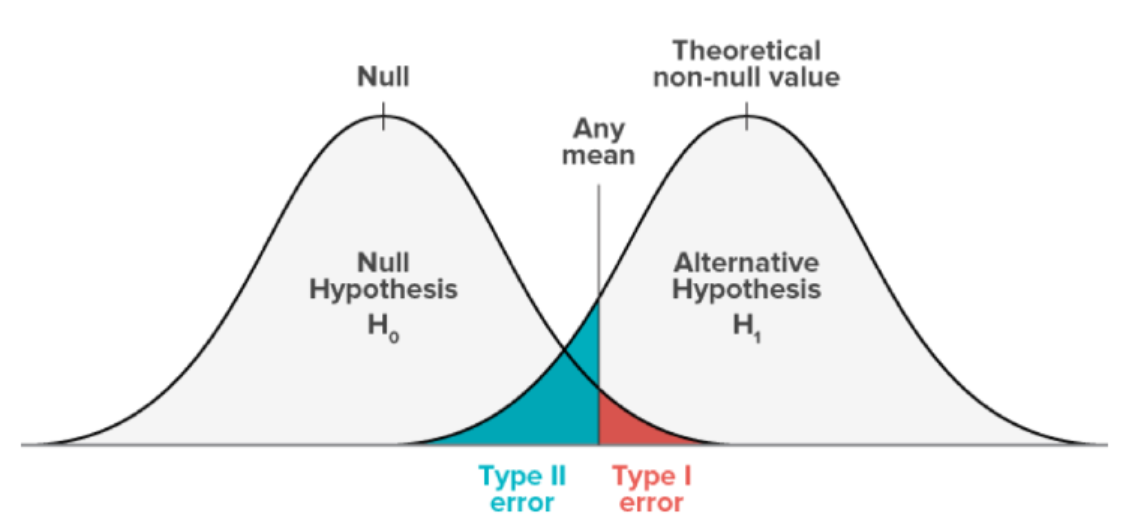 Null
Theoretical
non-null value
Any
mean
Null
Hypothesis
H₀
Alternative
Hypothesis
H₁
Type II
error
Type I
error